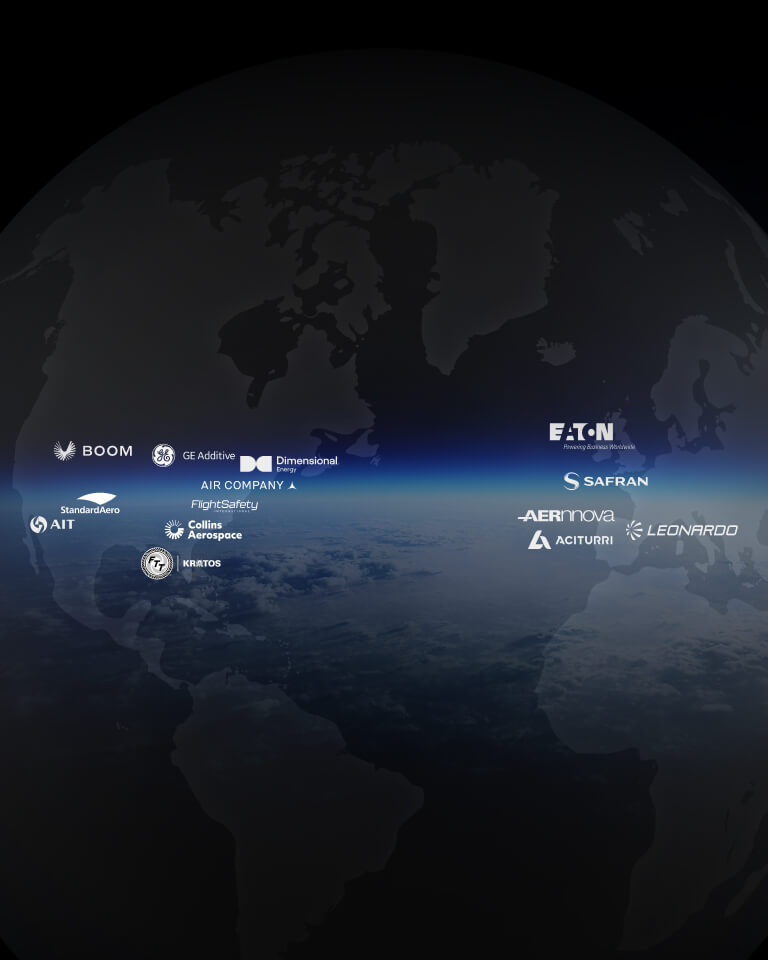 BOOM
GE Additive
Dimensional
Energy
AIR COMPANY
StandardAero
FlightSafety
INTERNATIONAL
AIT
Collins
Aerospace
FTT
KRATOS
EATON
Powering Business Worldwide
SAFRAN
AERnnova
LEONARDO
ACITURRI